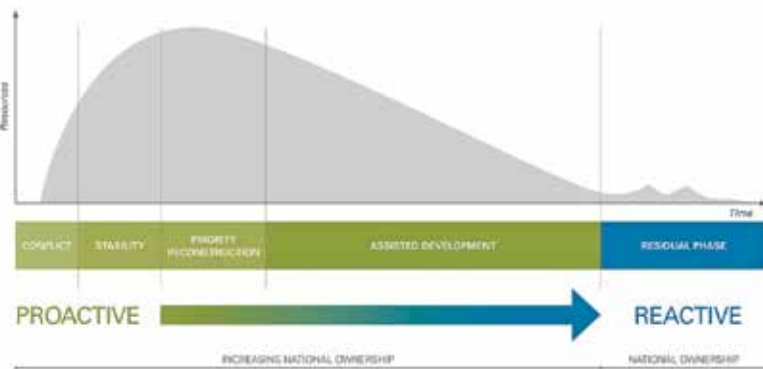 Resources
Time
CONFLICT
STABILITY
PRIORITY
RECONSTRUCTION
ASSISTED DEVELOPMENT
RESIDUAL PHASE
PROACTIVE
REACTIVE
INCREASING NATIONAL OWNERSHIP
NATIONAL OWNERSHIP